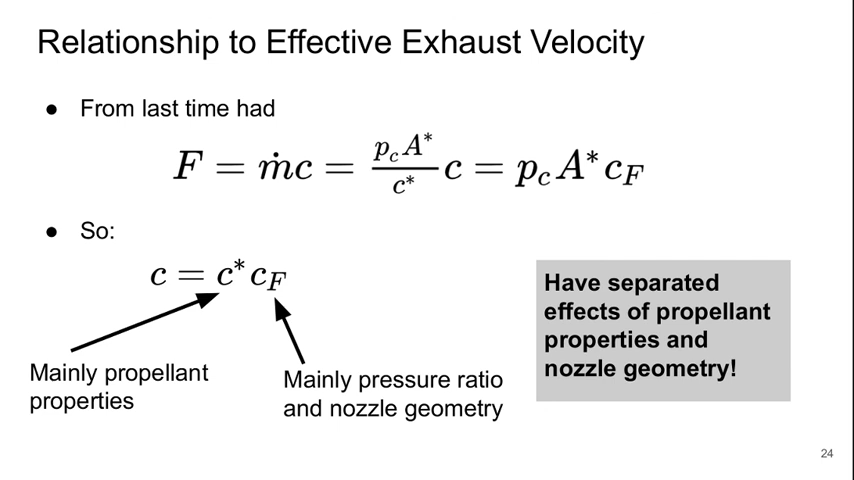 Relationship to Effective Exhaust Velocity
● From last time had
F = ṁc = \frac{p_c A^*}{c^*} c = p_c A^* c_F
● So:
c = c^* c_F
Have separated
effects of propellant
properties and
nozzle geometry!
Mainly propellant
properties
Mainly pressure ratio
and nozzle geometry
24